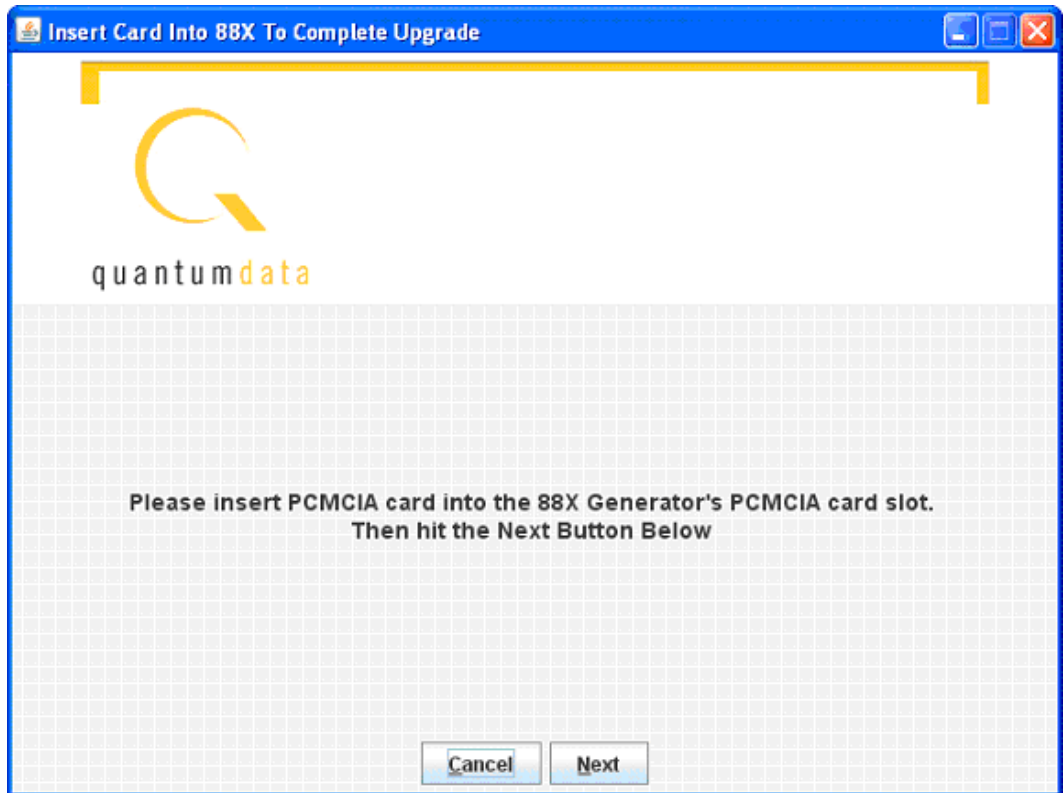 Insert Card Into 88X To Complete Upgrade
quantumdata
Please insert PCMCIA card into the 88X Generator's PCMCIA card slot.
Then hit the Next Button Below
Cancel Next